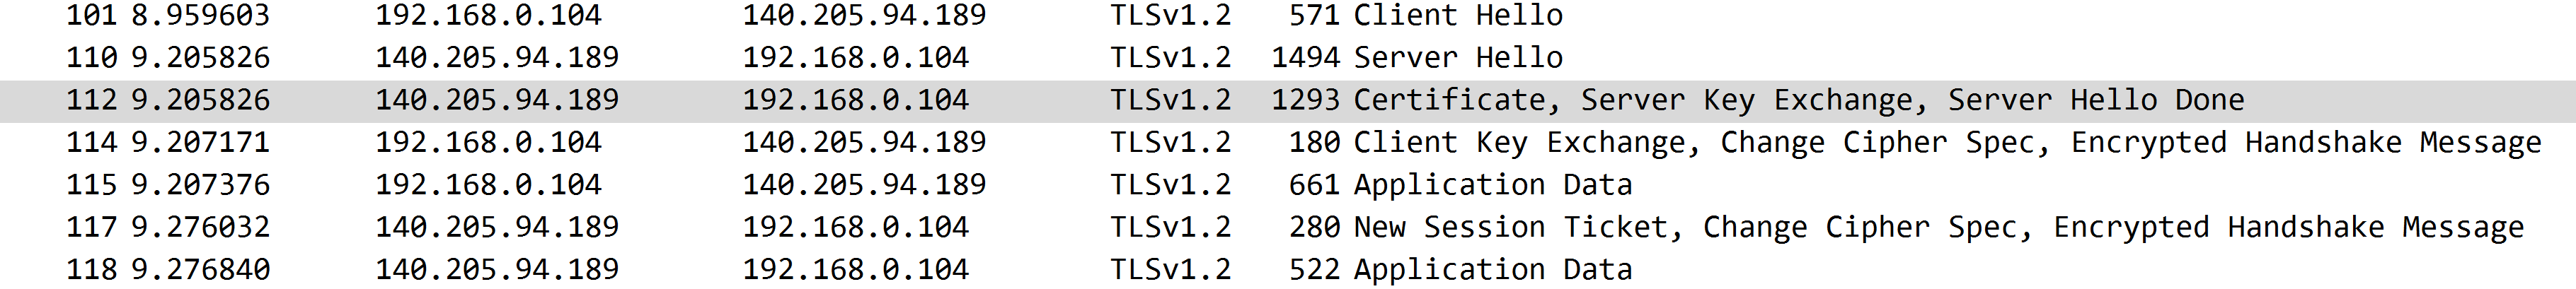 101 8.959603 192.168.0.104 140.205.94.189 TLSv1.2 571 Client Hello
110 9.205826 140.205.94.189 192.168.0.104 TLSv1.2 1494 Server Hello
112 9.205826 140.205.94.189 192.168.0.104 TLSv1.2 1293 Certificate, Server Key Exchange, Server Hello Done
114 9.207171 192.168.0.104 140.205.94.189 TLSv1.2 180 Client Key Exchange, Change Cipher Spec, Encrypted Handshake Message
115 9.207376 192.168.0.104 140.205.94.189 TLSv1.2 661 Application Data
117 9.276032 140.205.94.189 192.168.0.104 TLSv1.2 280 New Session Ticket, Change Cipher Spec, Encrypted Handshake Message
118 9.276840 140.205.94.189 192.168.0.104 TLSv1.2 522 Application Data